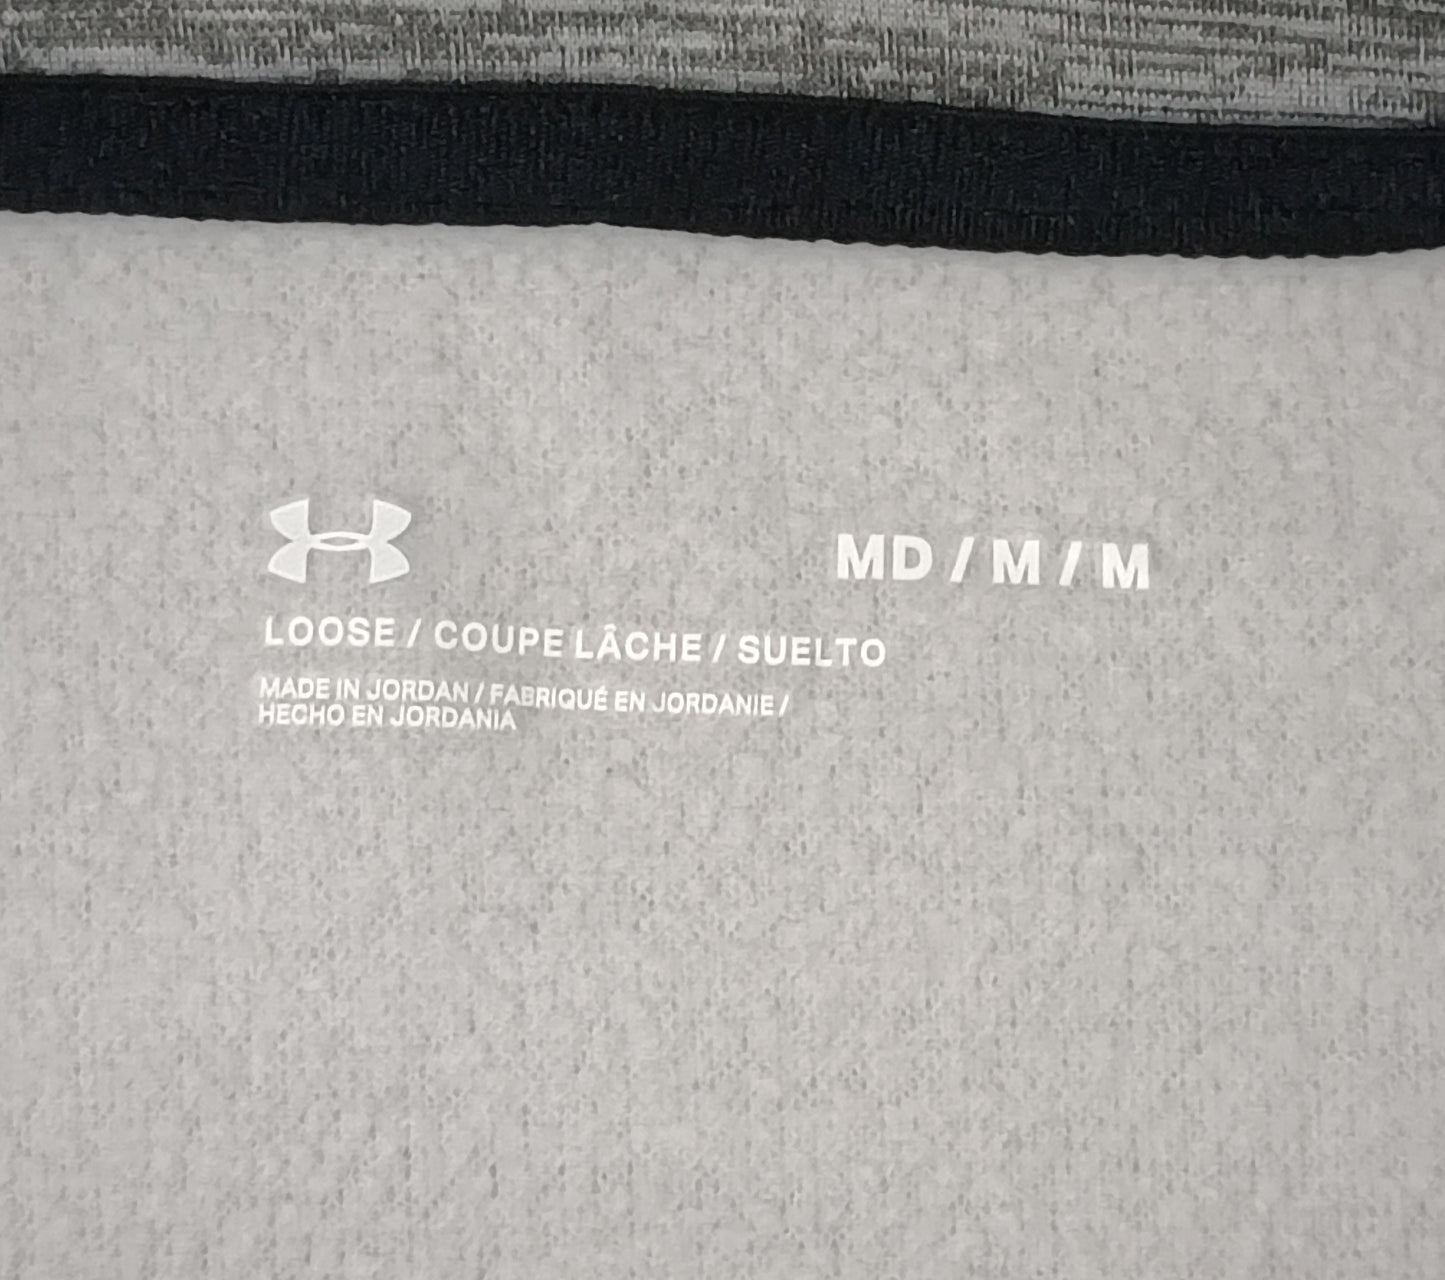 MD / M / M
LOOSE / COUPE LÂCHE / SUELTO
MADE IN JORDAN / FABRIQUÉ EN JORDANIE /
HECHO EN JORDANIA